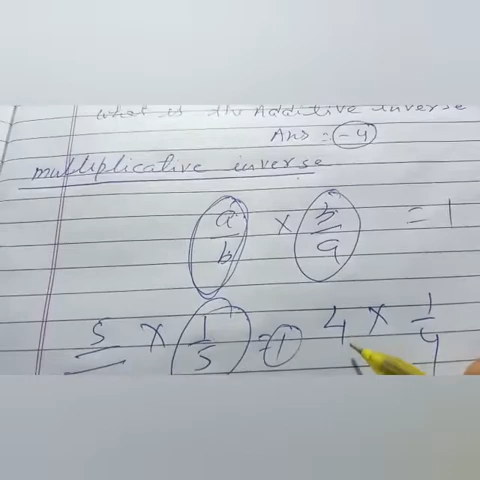 What is the Additive inverse
Ans = -4
multiplicative inverse
a/b × b/a = 1
5 × 1/5 = 1 4 × 1/4